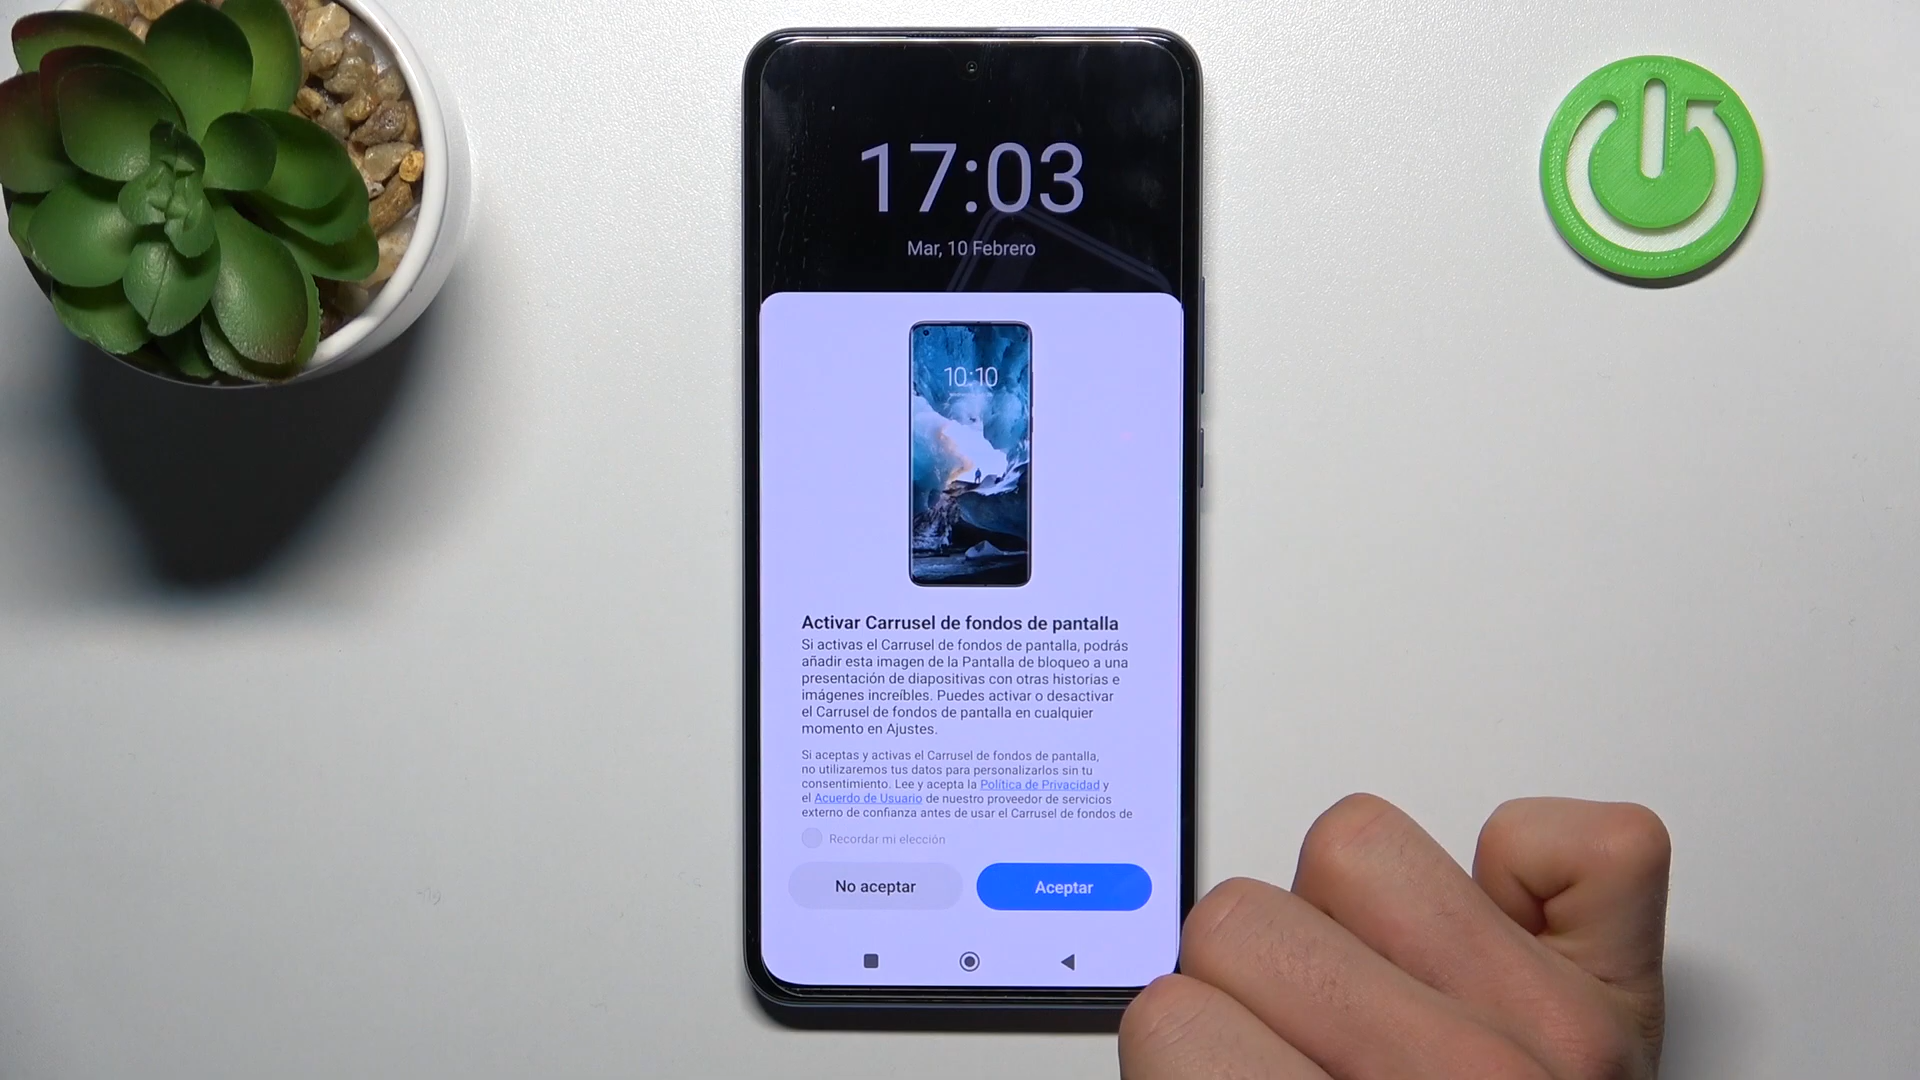 17:03
Mar, 10 Febrero
10:10
Activar Carrusel de fondos de pantalla
Si activas el Carrusel de fondos de pantalla, podrás
añadir esta imagen de la Pantalla de bloqueo a una
presentación de diapositivas con otras historias e
imágenes increíbles. Puedes activar o desactivar
el Carrusel de fondos de pantalla en cualquier
momento en Ajustes.
Si aceptas y activas el Carrusel de fondos de pantalla,
no utilizaremos tus datos para personalizarlos sin tu
consentimiento. Lee y acepta la Política de Privacidad y
el Acuerdo de Usuario de nuestro proveedor de servicios
externo de confianza antes de usar el Carrusel de fondos de
Recordar mi elección
No aceptar
Aceptar